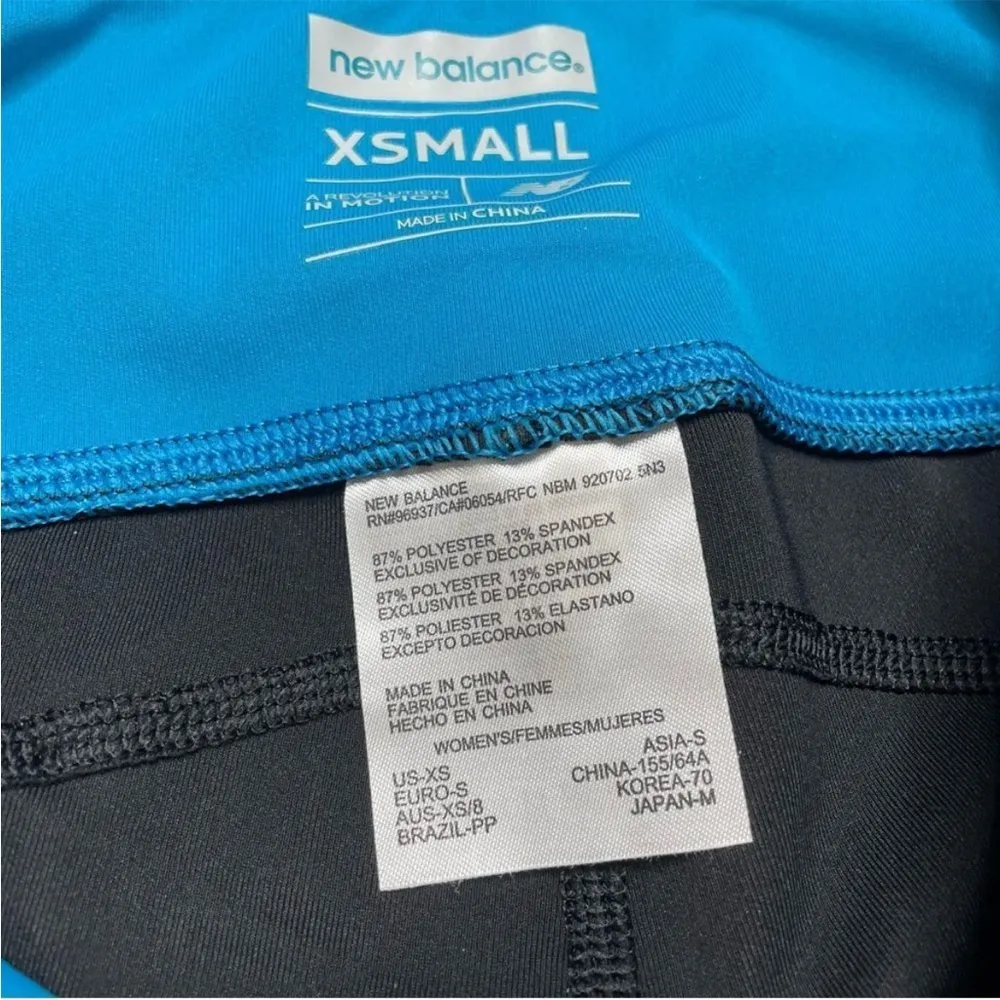 new balance®
XSMALL
A REVOLUTION
IN MOTION
MADE IN CHINA
NEW BALANCE
RN#96937/CA#06054/RFC NBM 920702 5N3
87% POLYESTER 13% SPANDEX
EXCLUSIVE OF DECORATION
87% POLYESTER 13% SPANDEX
EXCLUSIVITÉ DE DÉCORATION
87% POLIESTER 13% ELASTANO
EXCEPTO DECORACION
MADE IN CHINA
FABRIQUE EN CHINE
HECHO EN CHINA
WOMEN'S/FEMMES/MUJERES
US-XS
EURO-S
AUS-XS/8
BRAZIL-PP
ASIA-S
CHINA-155/64A
KOREA-70
JAPAN-M